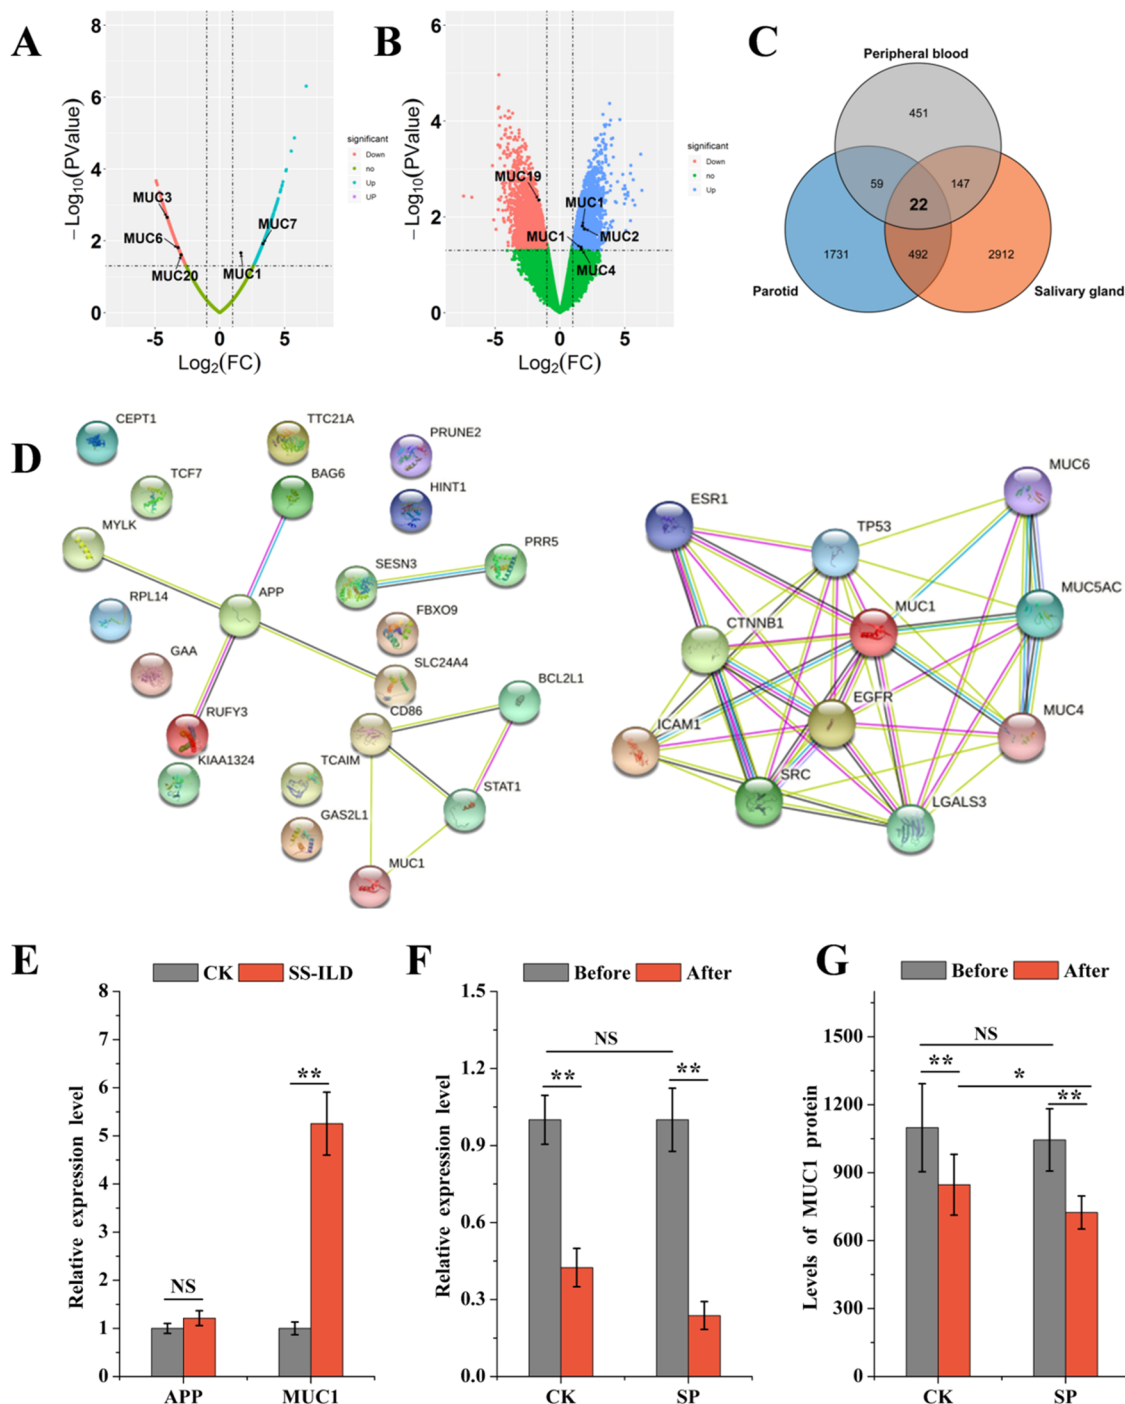 A
8
6
4
2
0
−Log10(PValue)
MUC3
MUC6
MUC20
MUC7
MUC1
-5
0
5
Log2(FC)
significant
Down
no
Up
UP
B
6
4
2
0
−Log10(PValue)
MUC19
MUC1
MUC1
MUC2
MUC4
-5
0
5
Log2(FC)
significant
Down
no
Up
C
Peripheral blood
451
59
147
22
1731
492
2912
Parotid
Salivary gland
D
CEPT1
TTC21A
PRUNE2
TCF7
BAG6
HINT1
MYLK
SESN3
PRR5
RPL14
APP
FBXO9
GAA
SLC24A4
RUFY3
CD86
BCL2L1
KIAA1324
TCAIM
STAT1
GAS2L1
MUC1
MUC6
ESR1
TP53
MUC5AC
MUC1
CTNNB1
EGFR
MUC4
ICAM1
SRC
LGALS3
E
CK
SS-ILD
8
7
6
5
4
3
2
1
0
Relative expression level
NS
**
APP
MUC1
F
Before
After
1.5
1.2
0.9
0.6
0.3
0.0
Relative expression level
NS
**
**
CK
SP
G
Before
After
1500
1200
900
600
300
0
Levels of MUC1 protein
NS
**
*
**
CK
SP